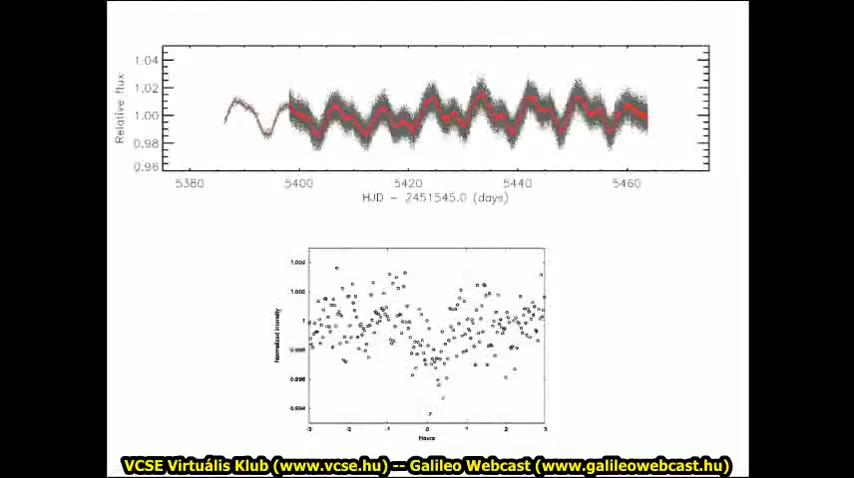 1.04
1.02
1.00
0.98
0.96
Relative flux
5380 5400 5420 5440 5460
HJD - 2451545.0 (days)
1.004
1.002
1
0.998
0.996
0.994
Normalized intensity
-3 -2 -1 0 1 2 3
Hours
VCSE Virtuális Klub (www.vcse.hu) -- Galileo Webcast (www.galileowebcast.hu)